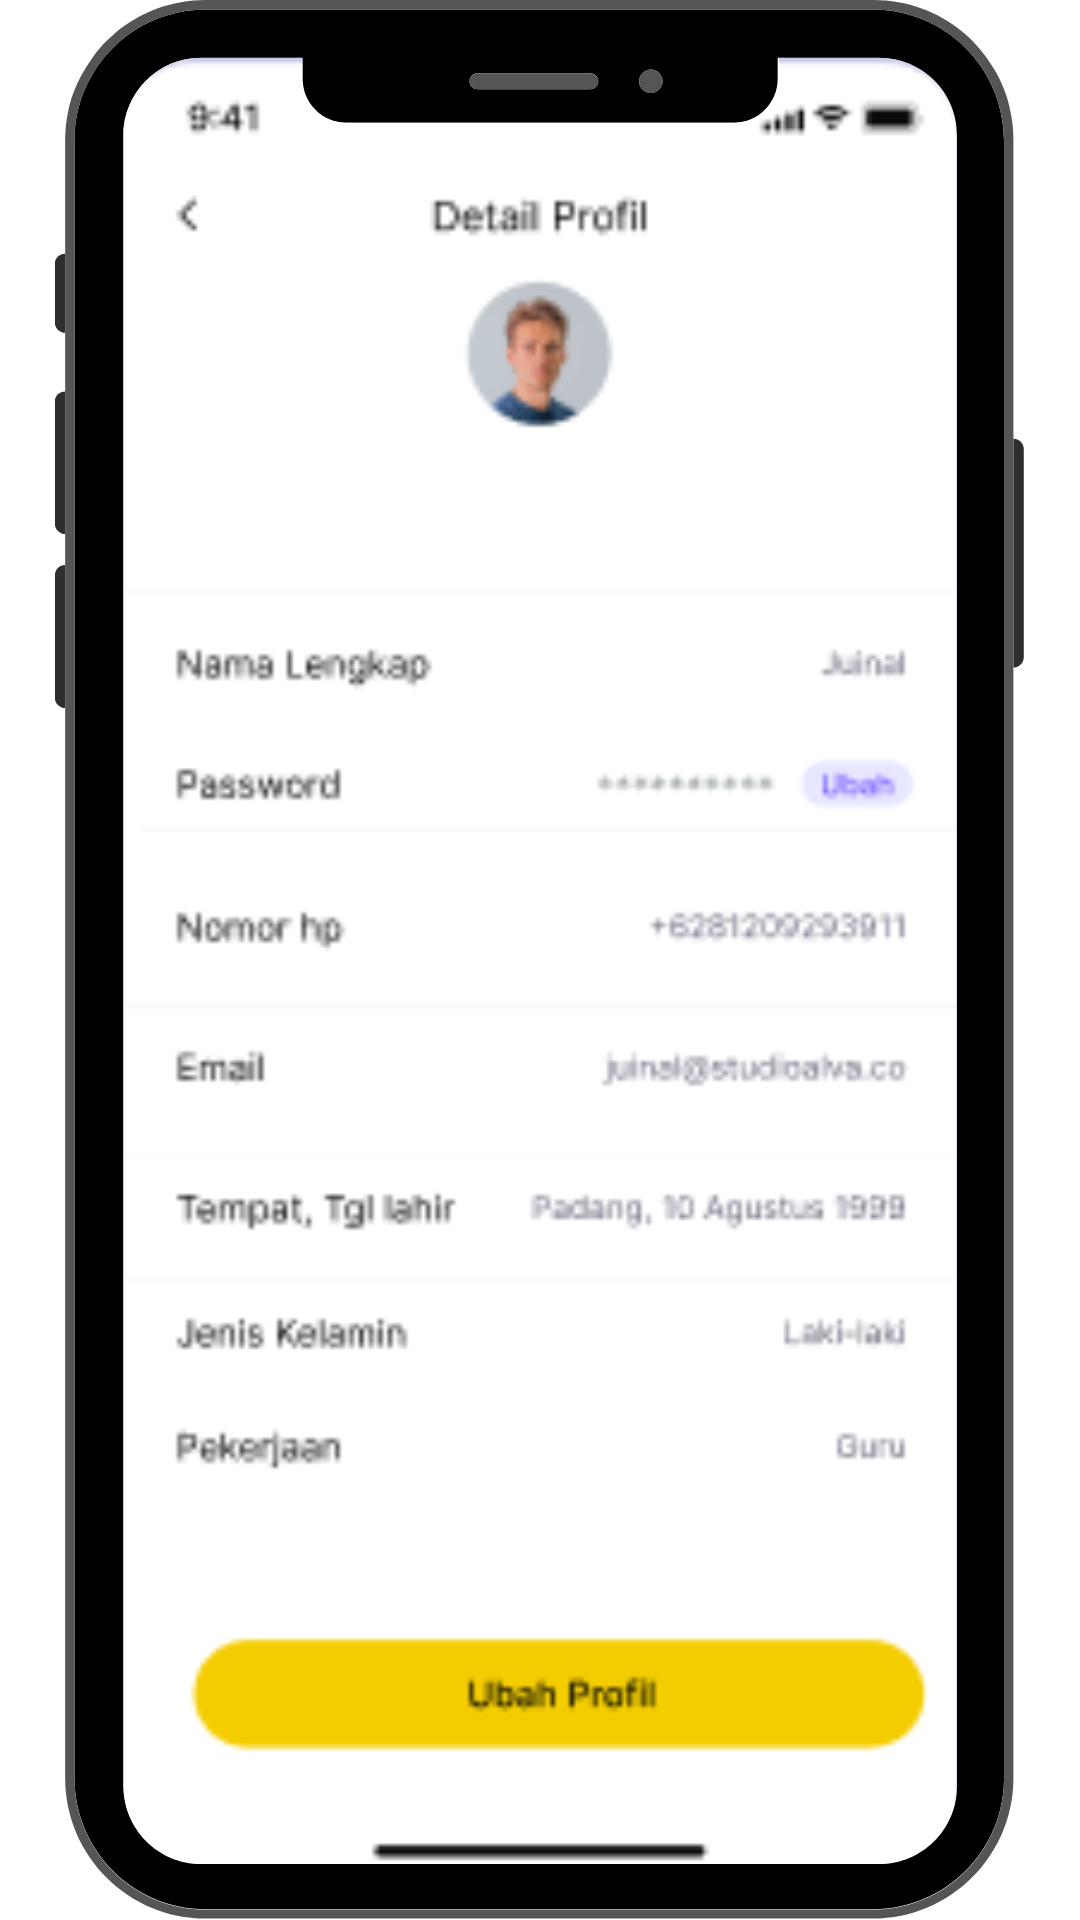 9:41
Detail Profil
Nama Lengkap Juinal
Password ********** Ubah
Nomor hp +6281209293911
Email juinal@studioalva.co
Tempat, Tgl lahir Padang, 10 Agustus 1999
Jenis Kelamin Laki-laki
Pekerjaan Guru
Ubah Profil